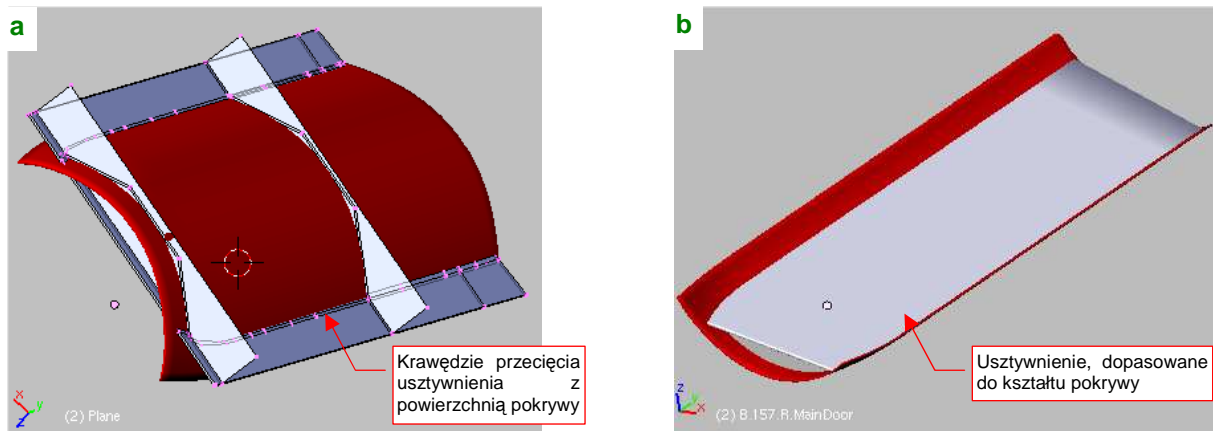 a
b
Krawędzie przecięcia
usztywnienia z
powierzchnią pokrywy
Usztywnienie, dopasowane
do kształtu pokrywy
x
y
z
(2) Plane
z
y
x
(2) B.157.R.MainDoor